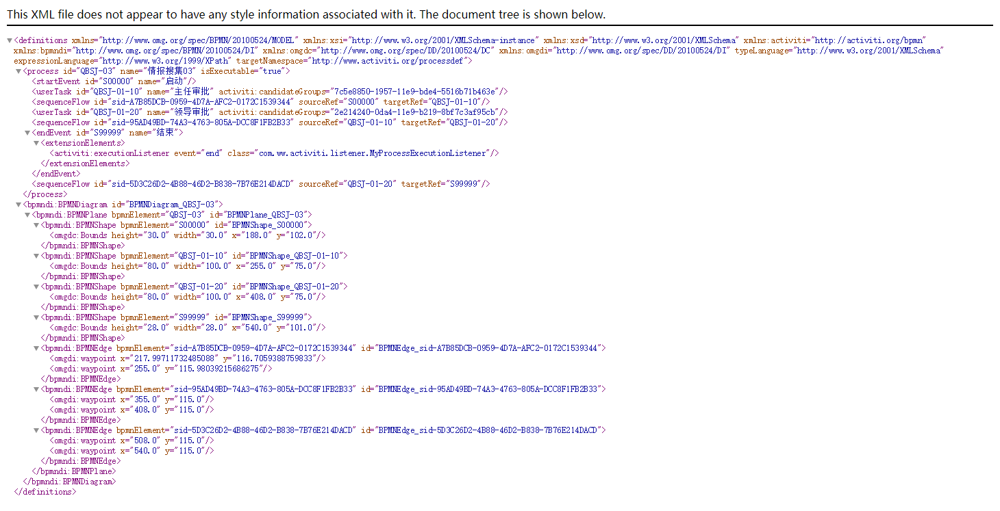 This XML file does not appear to have any style information associated with it. The document tree is shown below.
▼<definitions xmlns="http://www.omg.org/spec/BPMN/20100524/MODEL" xmlns:xsi="http://www.w3.org/2001/XMLSchema-instance" xmlns:xsd="http://www.w3.org/2001/XMLSchema" xmlns:activiti="http://activiti.org/bpmn"
xmlns:bpmndi="http://www.omg.org/spec/BPMN/20100524/DI" xmlns:omgdc="http://www.omg.org/spec/DD/20100524/DC" xmlns:omgdi="http://www.omg.org/spec/DD/20100524/DI" typeLanguage="http://www.w3.org/2001/XMLSchema"
expressionLanguage="http://www.w3.org/1999/XPath" targetNamespace="http://www.activiti.org/processdef">
▼<process id="QBSJ-03" name="情报搜集03" isExecutable="true">
<startEvent id="S00000" name="启动"/>
<userTask id="QBSJ-01-10" name="主任审批" activiti:candidateGroups="7c5e8850-1957-11e9-bde4-5516b71b463e"/>
<sequenceFlow id="sid-A7B85DCB-0959-4D7A-AFC2-0172C1539344" sourceRef="S00000" targetRef="QBSJ-01-10"/>
<userTask id="QBSJ-01-20" name="领导审批" activiti:candidateGroups="2e214240-0da4-11e9-b219-8bf7c3af95cb"/>
<sequenceFlow id="sid-95AD49BD-74A3-4763-805A-DCC8F1FB2B33" sourceRef="QBSJ-01-10" targetRef="QBSJ-01-20"/>
▼<endEvent id="S99999" name="结束">
▼<extensionElements>
<activiti:executionListener event="end" class="com.ww.activiti.listener.MyProcessExecutionListener"/>
</extensionElements>
</endEvent>
<sequenceFlow id="sid-5D3C26D2-4B88-46D2-B838-7B76E214DACD" sourceRef="QBSJ-01-20" targetRef="S99999"/>
</process>
▼<bpmndi:BPMNDiagram id="BPMNDiagram_QBSJ-03">
▼<bpmndi:BPMNPlane bpmnElement="QBSJ-03" id="BPMNPlane_QBSJ-03">
▼<bpmndi:BPMNShape bpmnElement="S00000" id="BPMNShape_S00000">
<omgdc:Bounds height="30.0" width="30.0" x="188.0" y="102.0"/>
</bpmndi:BPMNShape>
▼<bpmndi:BPMNShape bpmnElement="QBSJ-01-10" id="BPMNShape_QBSJ-01-10">
<omgdc:Bounds height="80.0" width="100.0" x="255.0" y="75.0"/>
</bpmndi:BPMNShape>
▼<bpmndi:BPMNShape bpmnElement="QBSJ-01-20" id="BPMNShape_QBSJ-01-20">
<omgdc:Bounds height="80.0" width="100.0" x="408.0" y="75.0"/>
</bpmndi:BPMNShape>
▼<bpmndi:BPMNShape bpmnElement="S99999" id="BPMNShape_S99999">
<omgdc:Bounds height="28.0" width="28.0" x="540.0" y="101.0"/>
</bpmndi:BPMNShape>
▼<bpmndi:BPMNEdge bpmnElement="sid-A7B85DCB-0959-4D7A-AFC2-0172C1539344" id="BPMNEdge_sid-A7B85DCB-0959-4D7A-AFC2-0172C1539344">
<omgdi:waypoint x="217.99711732485088" y="116.7059388759833"/>
<omgdi:waypoint x="255.0" y="115.98039215686275"/>
</bpmndi:BPMNEdge>
▼<bpmndi:BPMNEdge bpmnElement="sid-95AD49BD-74A3-4763-805A-DCC8F1FB2B33" id="BPMNEdge_sid-95AD49BD-74A3-4763-805A-DCC8F1FB2B33">
<omgdi:waypoint x="355.0" y="115.0"/>
<omgdi:waypoint x="408.0" y="115.0"/>
</bpmndi:BPMNEdge>
▼<bpmndi:BPMNEdge bpmnElement="sid-5D3C26D2-4B88-46D2-B838-7B76E214DACD" id="BPMNEdge_sid-5D3C26D2-4B88-46D2-B838-7B76E214DACD">
<omgdi:waypoint x="508.0" y="115.0"/>
<omgdi:waypoint x="540.0" y="115.0"/>
</bpmndi:BPMNEdge>
</bpmndi:BPMNPlane>
</bpmndi:BPMNDiagram>
</definitions>